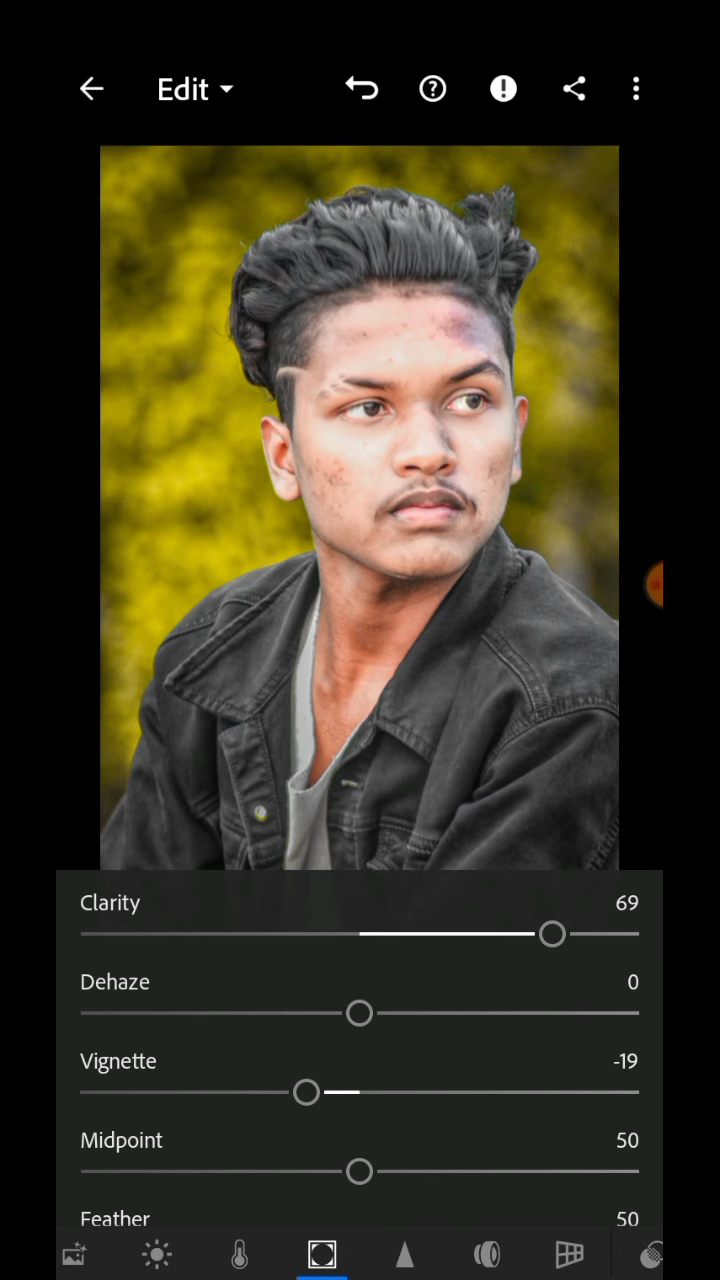 Edit
Clarity 69
Dehaze 0
Vignette -19
Midpoint 50
Feather 50